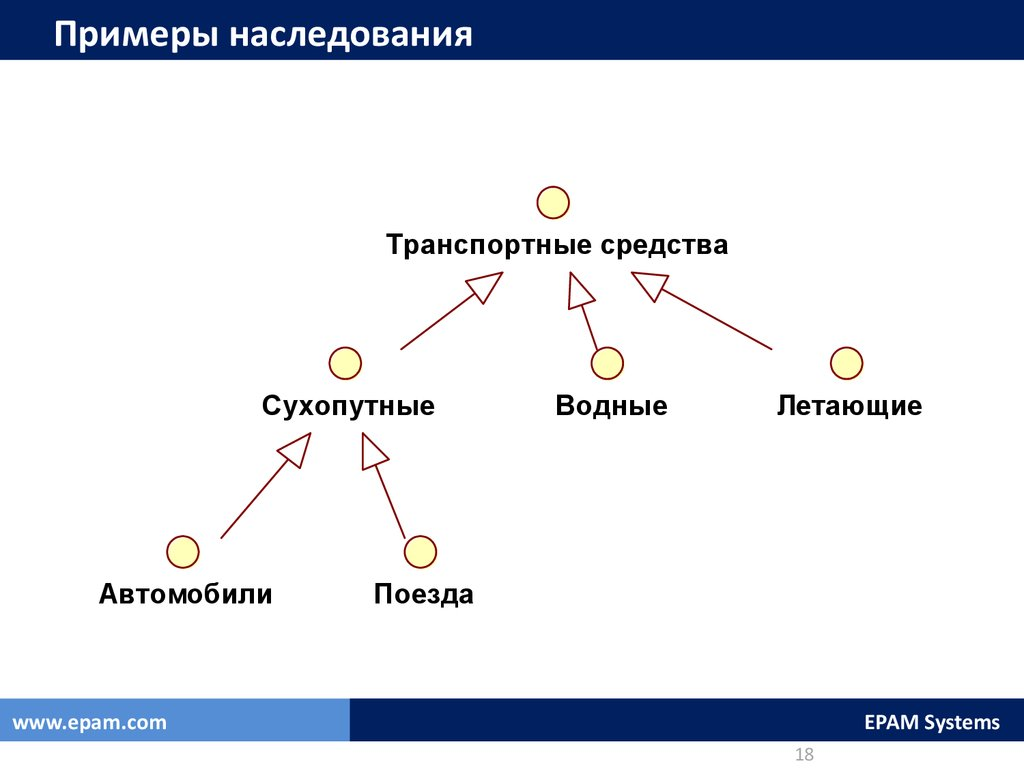 Примеры наследования
Транспортные средства
Сухопутные
Водные
Летающие
Автомобили
Поезда
www.epam.com
EPAM Systems
18